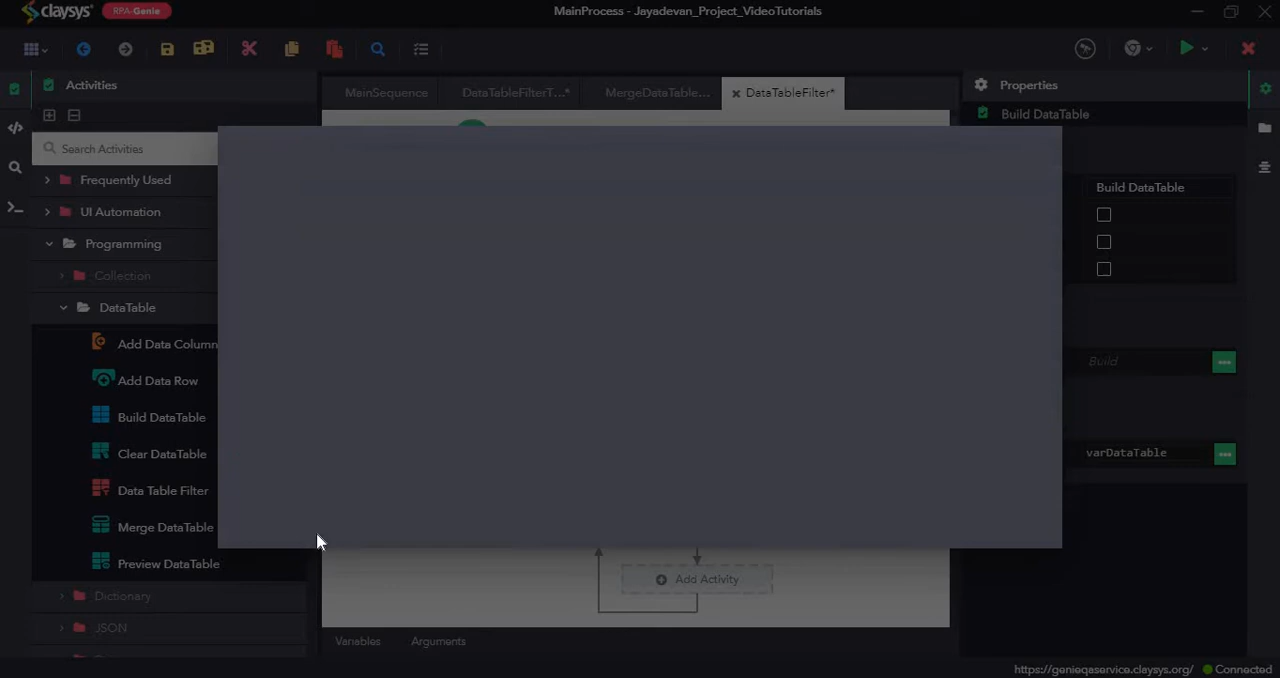 claysys RPA-Genie MainProcess - Jayadevan_Project_VideoTutorials
Activities
MainSequence DataTableFilterT...* MergeDataTable... DataTableFilter*
Properties
Build DataTable
Search Activities
Frequently Used
Build DataTable
UI Automation
Programming
Collection
DataTable
Add Data Column
Build
Add Data Row
Build DataTable
Clear DataTable
varDataTable
Data Table Filter
Merge DataTable
Preview DataTable
Add Activity
Dictionary
JSON
Variables Arguments
https://genieqaservice.claysys.org/ Connected